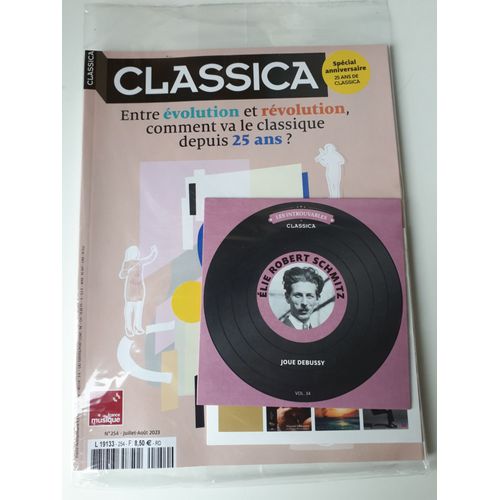 CLASSICA
CLASSICA
Spécial
anniversaire
25 ANS DE
CLASSICA
Entre évolution et révolution,
comment va le classique
depuis 25 ans ?
LES INTROUVABLES
CLASSICA
ÉLIE ROBERT SCHMITZ
JOUE DEBUSSY
VOL. 34
france
musique
N° 254 - Juillet-Août 2023
L 19133 - 254 - F: 8,50 € - RD